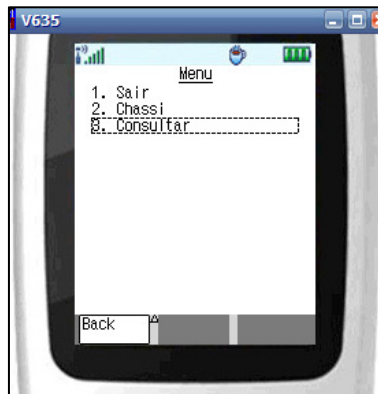 V635
Menu
1. Sair
2. Chassi
3. Consultar
Back